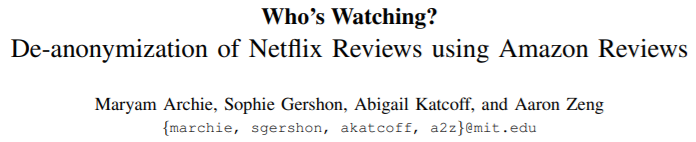 Who's Watching?
De-anonymization of Netflix Reviews using Amazon Reviews
Maryam Archie, Sophie Gershon, Abigail Katcoff, and Aaron Zeng
{marchie, sgershon, akatcoff, a2z}@mit.edu